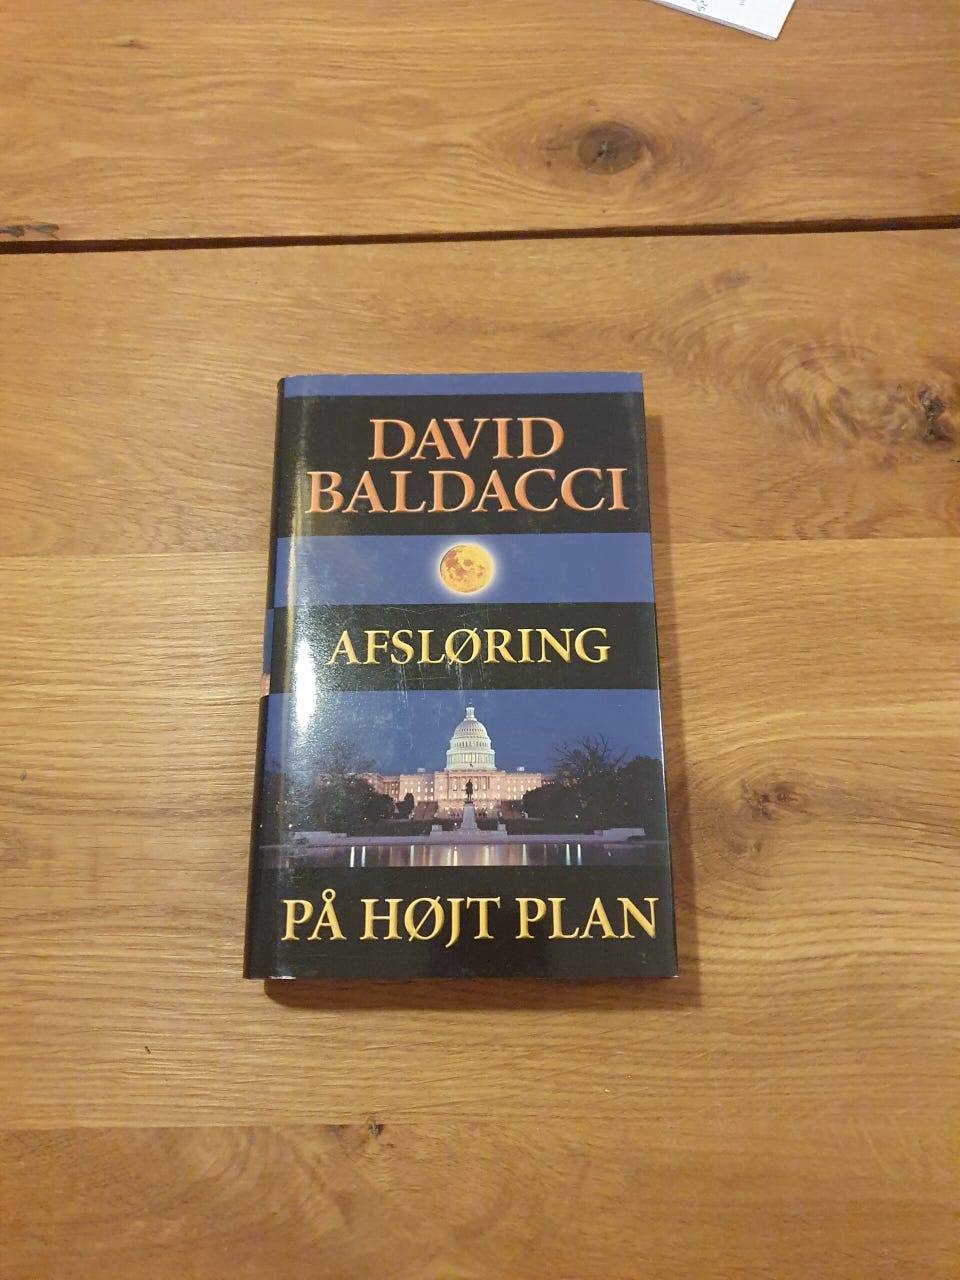 DAVID
BALDACCI
AFSLØRING
PÅ HØJT PLAN